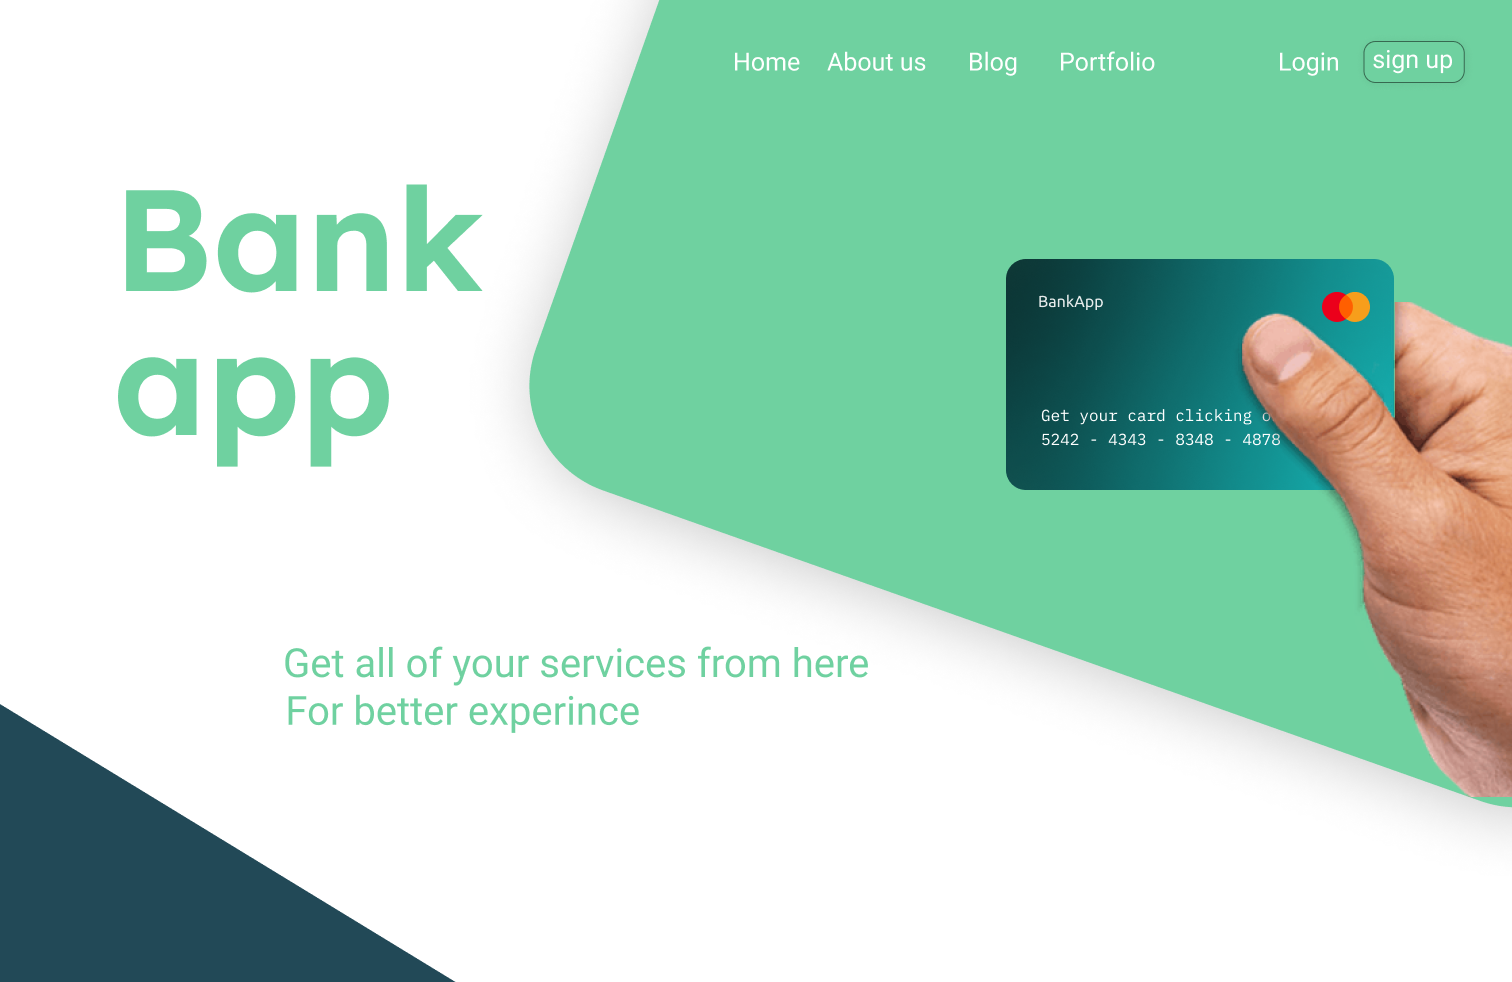 Home About us Blog Portfolio Login sign up
Bank
app
BankApp
Get your card clicking
5242 - 4343 - 8348 - 4878
Get all of your services from here
For better experince